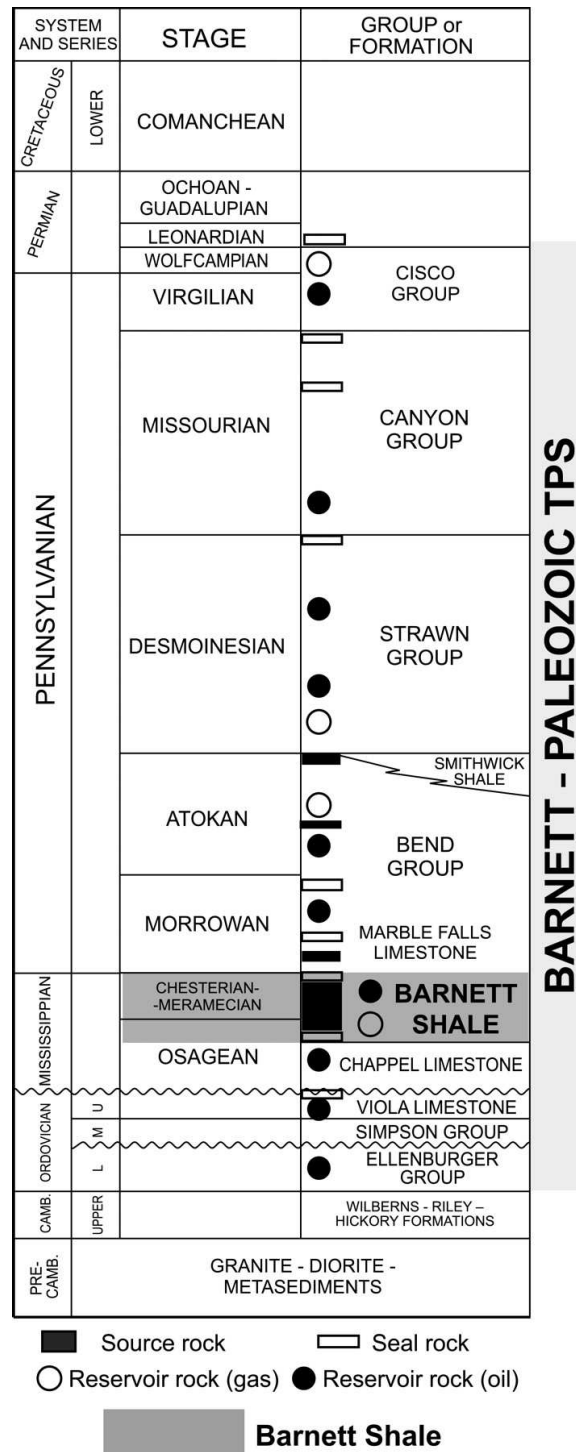 SYSTEM
AND SERIES
STAGE
GROUP or
FORMATION
CRETACEOUS
LOWER
COMANCHEAN
PERMIAN
OCHOAN -
GUADALUPIAN
LEONARDIAN
WOLFCAMPIAN
CISCO
GROUP
PENNSYLVANIAN
VIRGILIAN
MISSOURIAN
CANYON
GROUP
DESMOINESIAN
STRAWN
GROUP
SMITHWICK
SHALE
ATOKAN
BEND
GROUP
MORROWAN
MARBLE FALLS
LIMESTONE
MISSISSIPPIAN
CHESTERIAN-
-MERAMECIAN
BARNETT
SHALE
OSAGEAN
CHAPPEL LIMESTONE
ORDOVICIAN
U
VIOLA LIMESTONE
M
SIMPSON GROUP
L
ELLENBURGER
GROUP
CAMB.
UPPER
WILBERNS - RILEY –
HICKORY FORMATIONS
PRE-
CAMB.
GRANITE - DIORITE -
METASEDIMENTS
BARNETT - PALEOZOIC TPS
Source rock
Seal rock
Reservoir rock (gas)
Reservoir rock (oil)
Barnett Shale